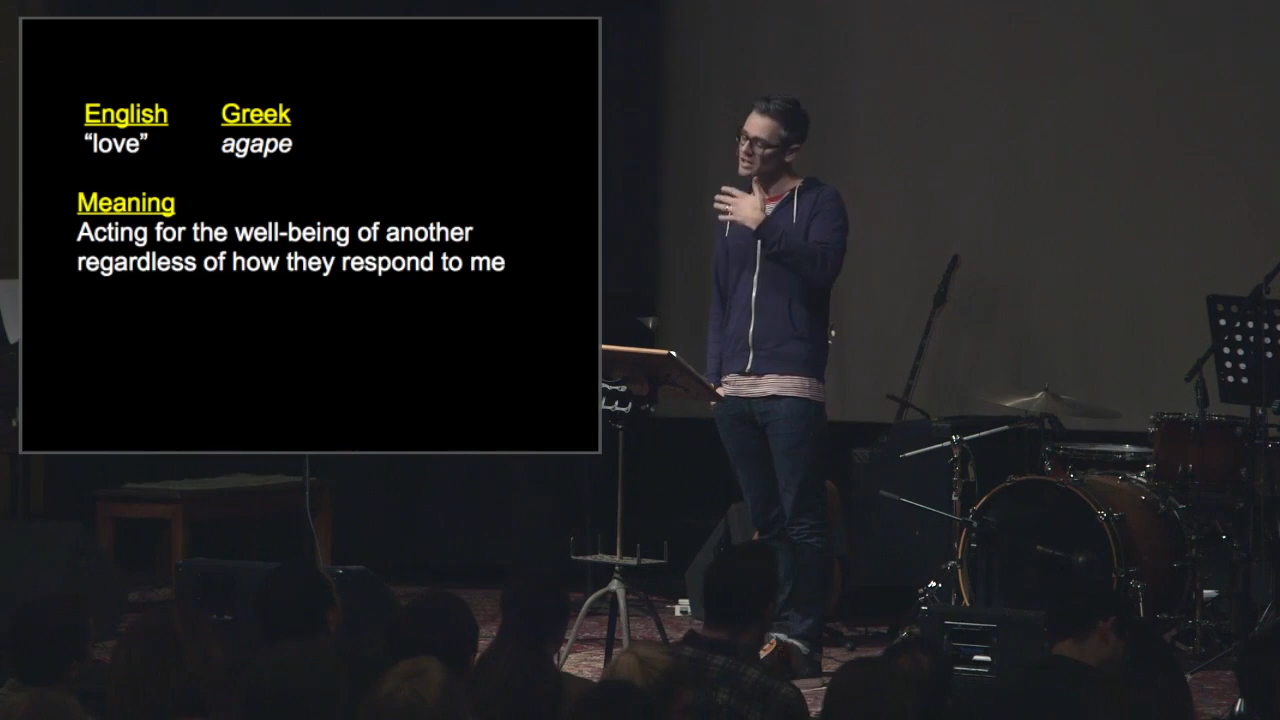 English Greek
“love” agape
Meaning
Acting for the well-being of another
regardless of how they respond to me